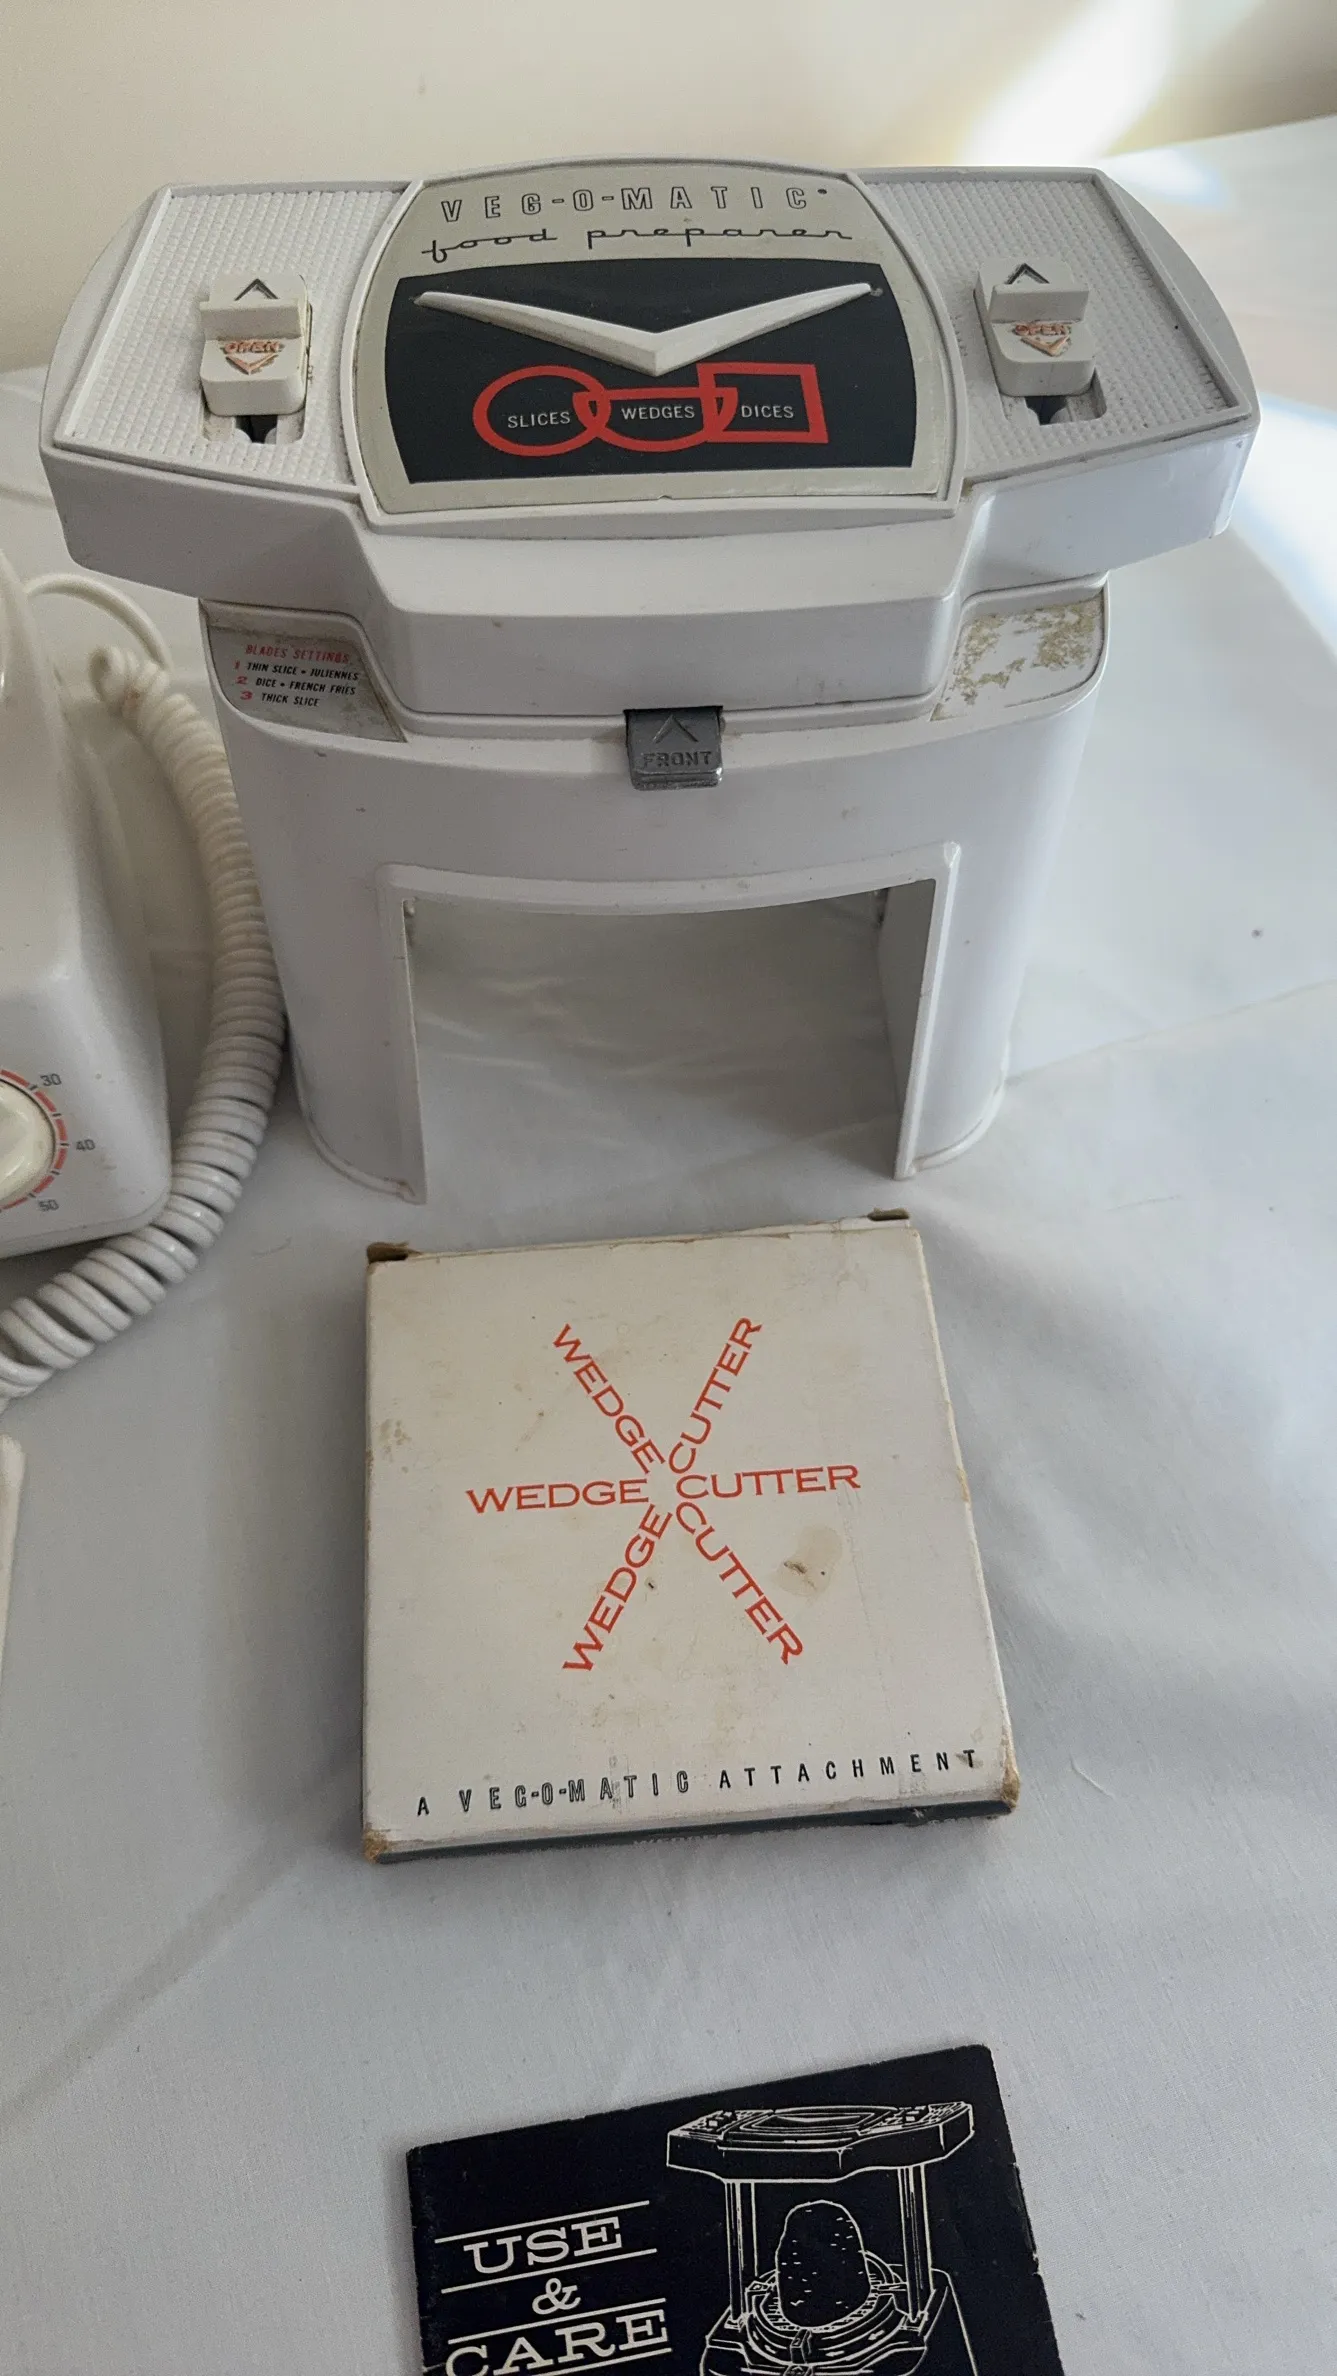 VEG-O-MATIC
food preparer
OPEN
OPEN
SLICES WEDGES DICES
BLADES SETTINGS
1 THIN SLICE • JULIENNES
2 DICE • FRENCH FRIES
3 THICK SLICE
FRONT
30
40
50
WEDGE CUTTER
WEDGE CUTTER
WEDGE CUTTER
A VEG-O-MATIC ATTACHMENT
USE
&
CARE